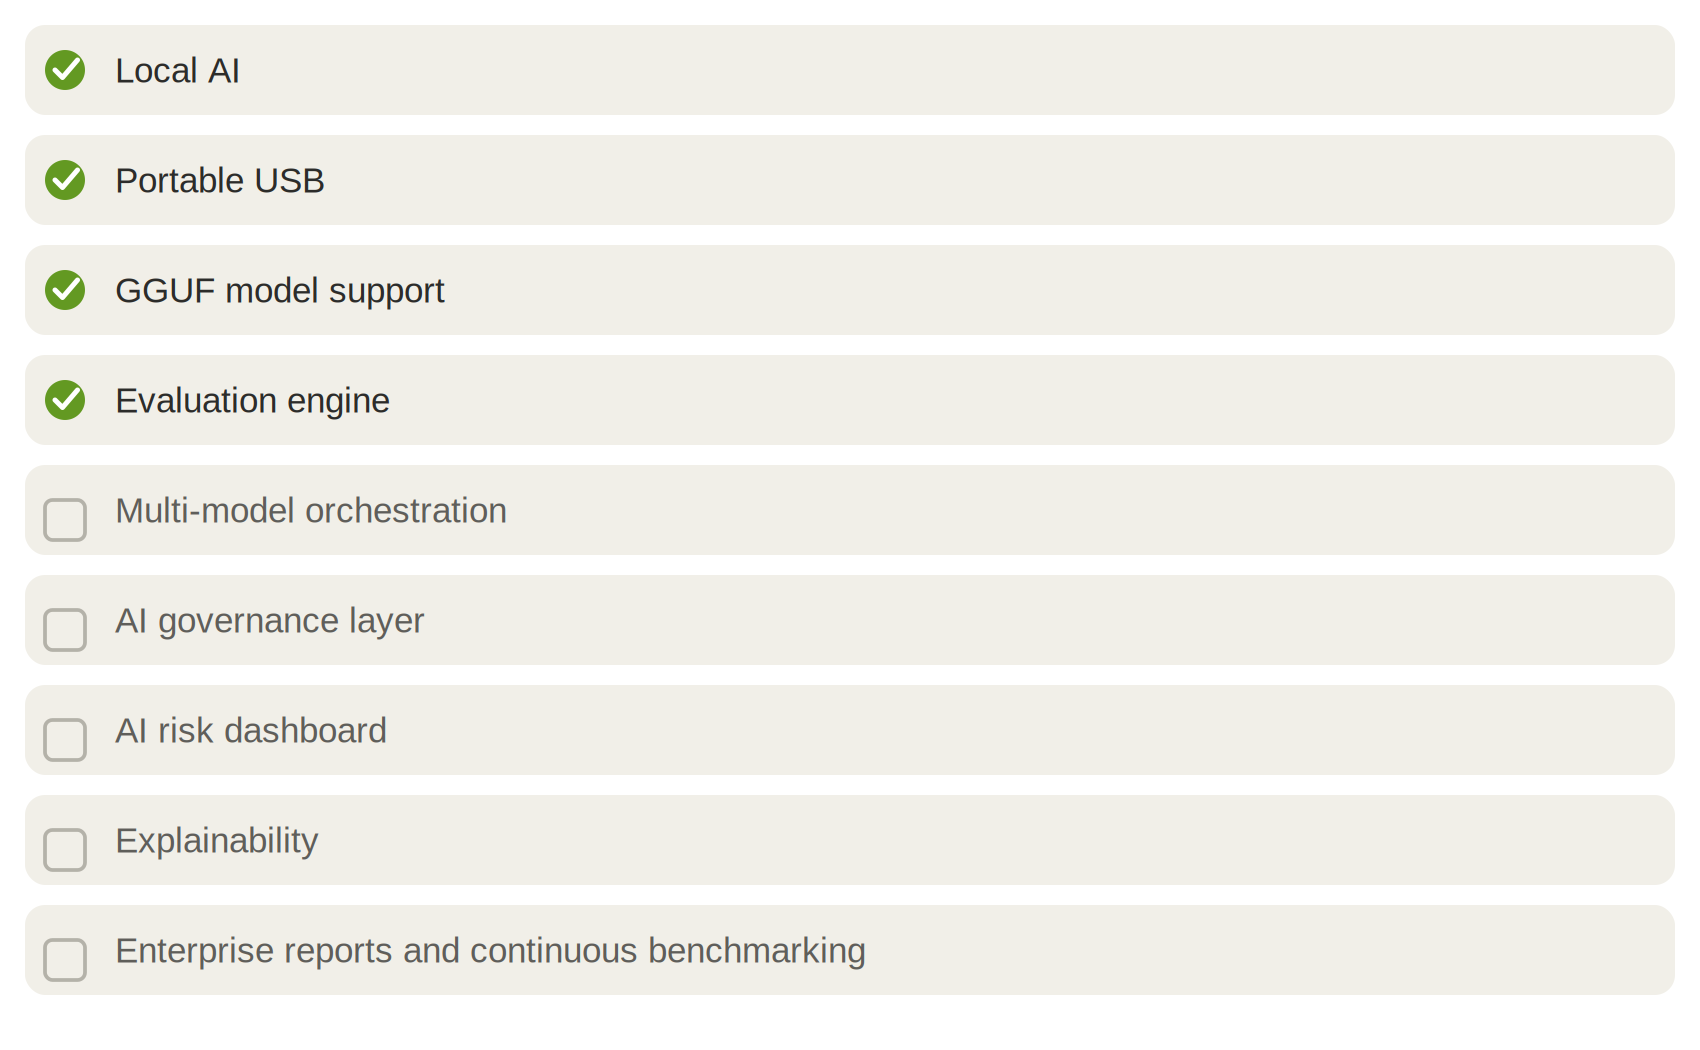 Local AI
Portable USB
GGUF model support
Evaluation engine
Multi-model orchestration
AI governance layer
AI risk dashboard
Explainability
Enterprise reports and continuous benchmarking